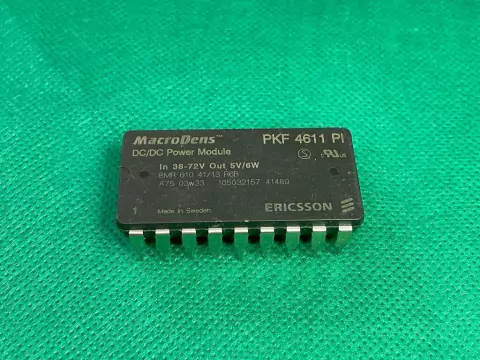 MacroDens™ PKF 4611 PI
DC/DC Power Module
In 38-72V Out 5V/6W
BMR 610 41/13 R6B
A75 03w33 105032157 41489
1 Made in Sweden ERICSSON